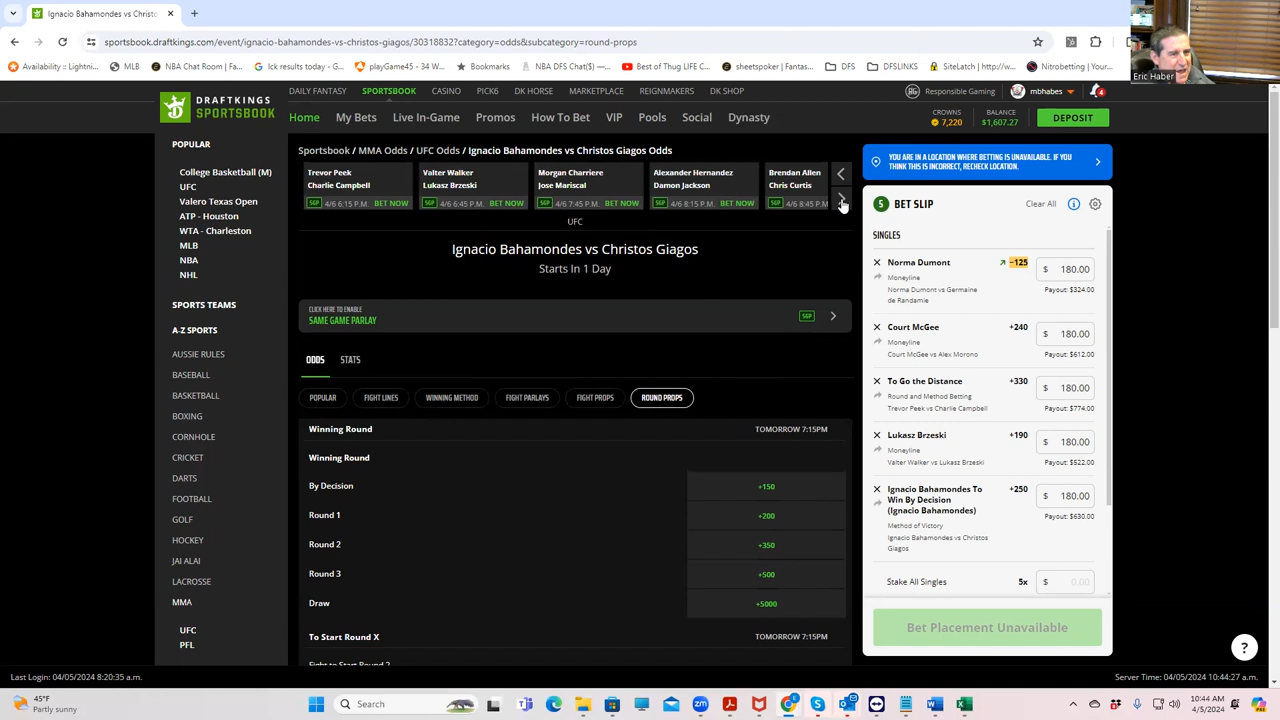 Ignacio Bahamondes vs Christo
sportsbook.draftkings.com/event/ignacio-bahamondes-vs-christos-giagos/
category=odds&subcategory=round-props
Availability :: Lightni...
MLB
NBA Chat Room | Fa...
lck results today - G...
playGame45 - 34 W...
NBA DFS Chat($) —
Best of Thug LIFE C...
sheetspoker | Fantas...
DFS
DFSLINKS
SiteLatch | http://w...
Nitrobetting | Your...
Eric Haber
DRAFTKINGS
SPORTSBOOK
DAILY FANTASY
SPORTSBOOK
PICK6
DK HORSE
MARKETPLACE
REIGNMAKERS
DK SHOP
Responsible Gaming
mbhabes
4
Home
My Bets
Live In-Game
Promos
How To Bet
VIP
Pools
Social
Dynasty
CROWNS
7,220
BALANCE
$1,607.27
DEPOSIT
POPULAR
College Basketball (M)
UFC
Valero Texas Open
ATP - Houston
WTA - Charleston
MLB
NBA
NHL
SPORTS TEAMS
A-Z SPORTS
AUSSIE RULES
BASEBALL
BASKETBALL
BOXING
CORNHOLE
CRICKET
DARTS
FOOTBALL
GOLF
HOCKEY
JAI ALAI
LACROSSE
MMA
UFC
PFL
Sportsbook / MMA Odds / UFC Odds / Ignacio Bahamondes vs Christos Giagos Odds
Trevor Peek
Charlie Campbell
SGP 4/6 6:15 P.M. BET NOW
Valter Walker
Lukasz Brzeski
SGP 4/6 6:45 P.M. BET NOW
Morgan Charriere
Jose Mariscal
SGP 4/6 7:45 P.M. BET NOW
Alexander Hernandez
Damon Jackson
SGP 4/6 8:15 P.M. BET NOW
Brendan Allen
Chris Curtis
SGP 4/6 8:45 P.M
UFC
Ignacio Bahamondes vs Christos Giagos
Starts In 1 Day
CLICK HERE TO ENABLE
SAME GAME PARLAY
SGP
ODDS
STATS
POPULAR
FIGHT LINES
WINNING METHOD
FIGHT PARLAYS
FIGHT PROPS
ROUND PROPS
Winning Round TOMORROW 7:15PM
Winning Round
By Decision +150
Round 1 +200
Round 2 +350
Round 3 +500
Draw +5000
To Start Round X TOMORROW 7:15PM
Fight to Start Round 2
YOU ARE IN A LOCATION WHERE BETTING IS UNAVAILABLE. IF YOU
THINK THIS IS INCORRECT, RECHECK LOCATION.
5 BET SLIP
Clear All
SINGLES
Norma Dumont −125 $ 180.00
Moneyline
Norma Dumont vs Germaine
de Randamie
Payout: $324.00
Court McGee +240 $ 180.00
Moneyline
Court McGee vs Alex Morono Payout: $612.00
To Go the Distance +330 $ 180.00
Round and Method Betting
Trevor Peek vs Charlie Campbell Payout: $774.00
Lukasz Brzeski +190 $ 180.00
Moneyline
Valter Walker vs Lukasz Brzeski Payout: $522.00
Ignacio Bahamondes To
Win By Decision
(Ignacio Bahamondes)
+250 $ 180.00
Payout: $630.00
Method of Victory
Ignacio Bahamondes vs Christos
Giagos
Stake All Singles 5x $ 0.00
Bet Placement Unavailable
?
Last Login: 04/05/2024 8:20:35 a.m.
Server Time: 04/05/2024 10:44:27 a.m.
45°F
Partly sunny
Search
10:44 AM
4/5/2024